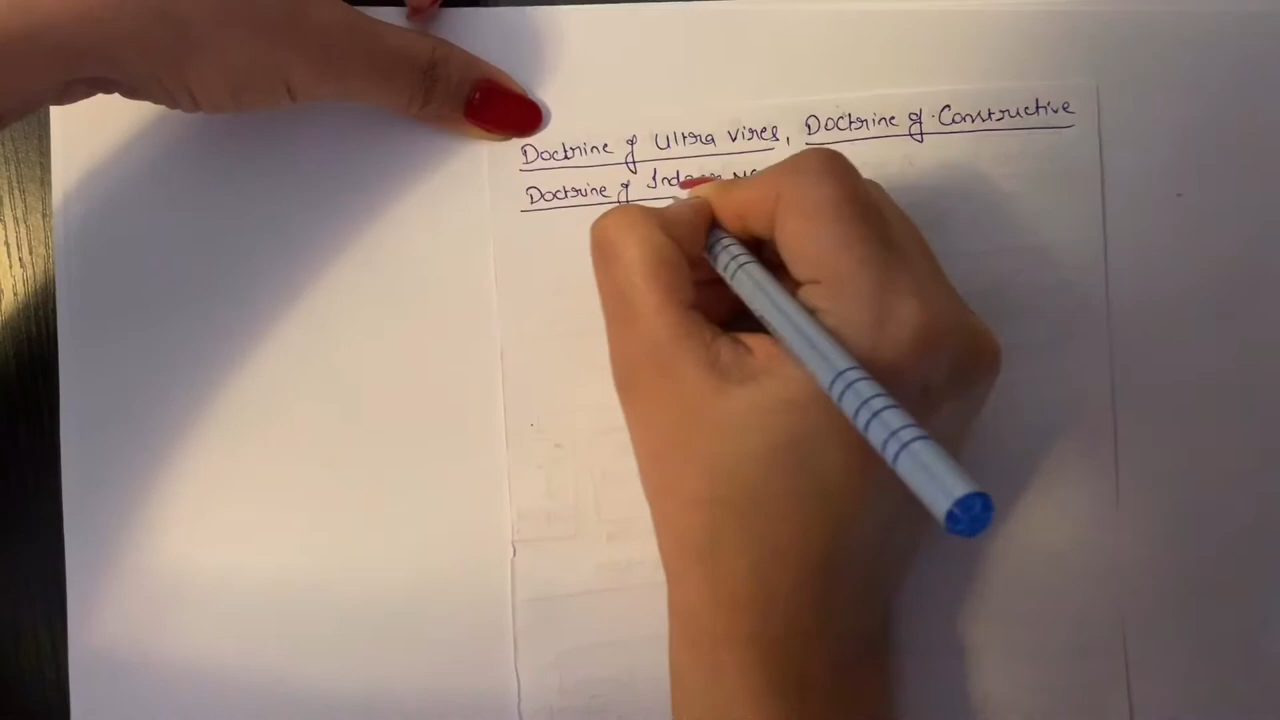 Doctrine of Ultra Vires, Doctrine of Constructive
Doctrine of